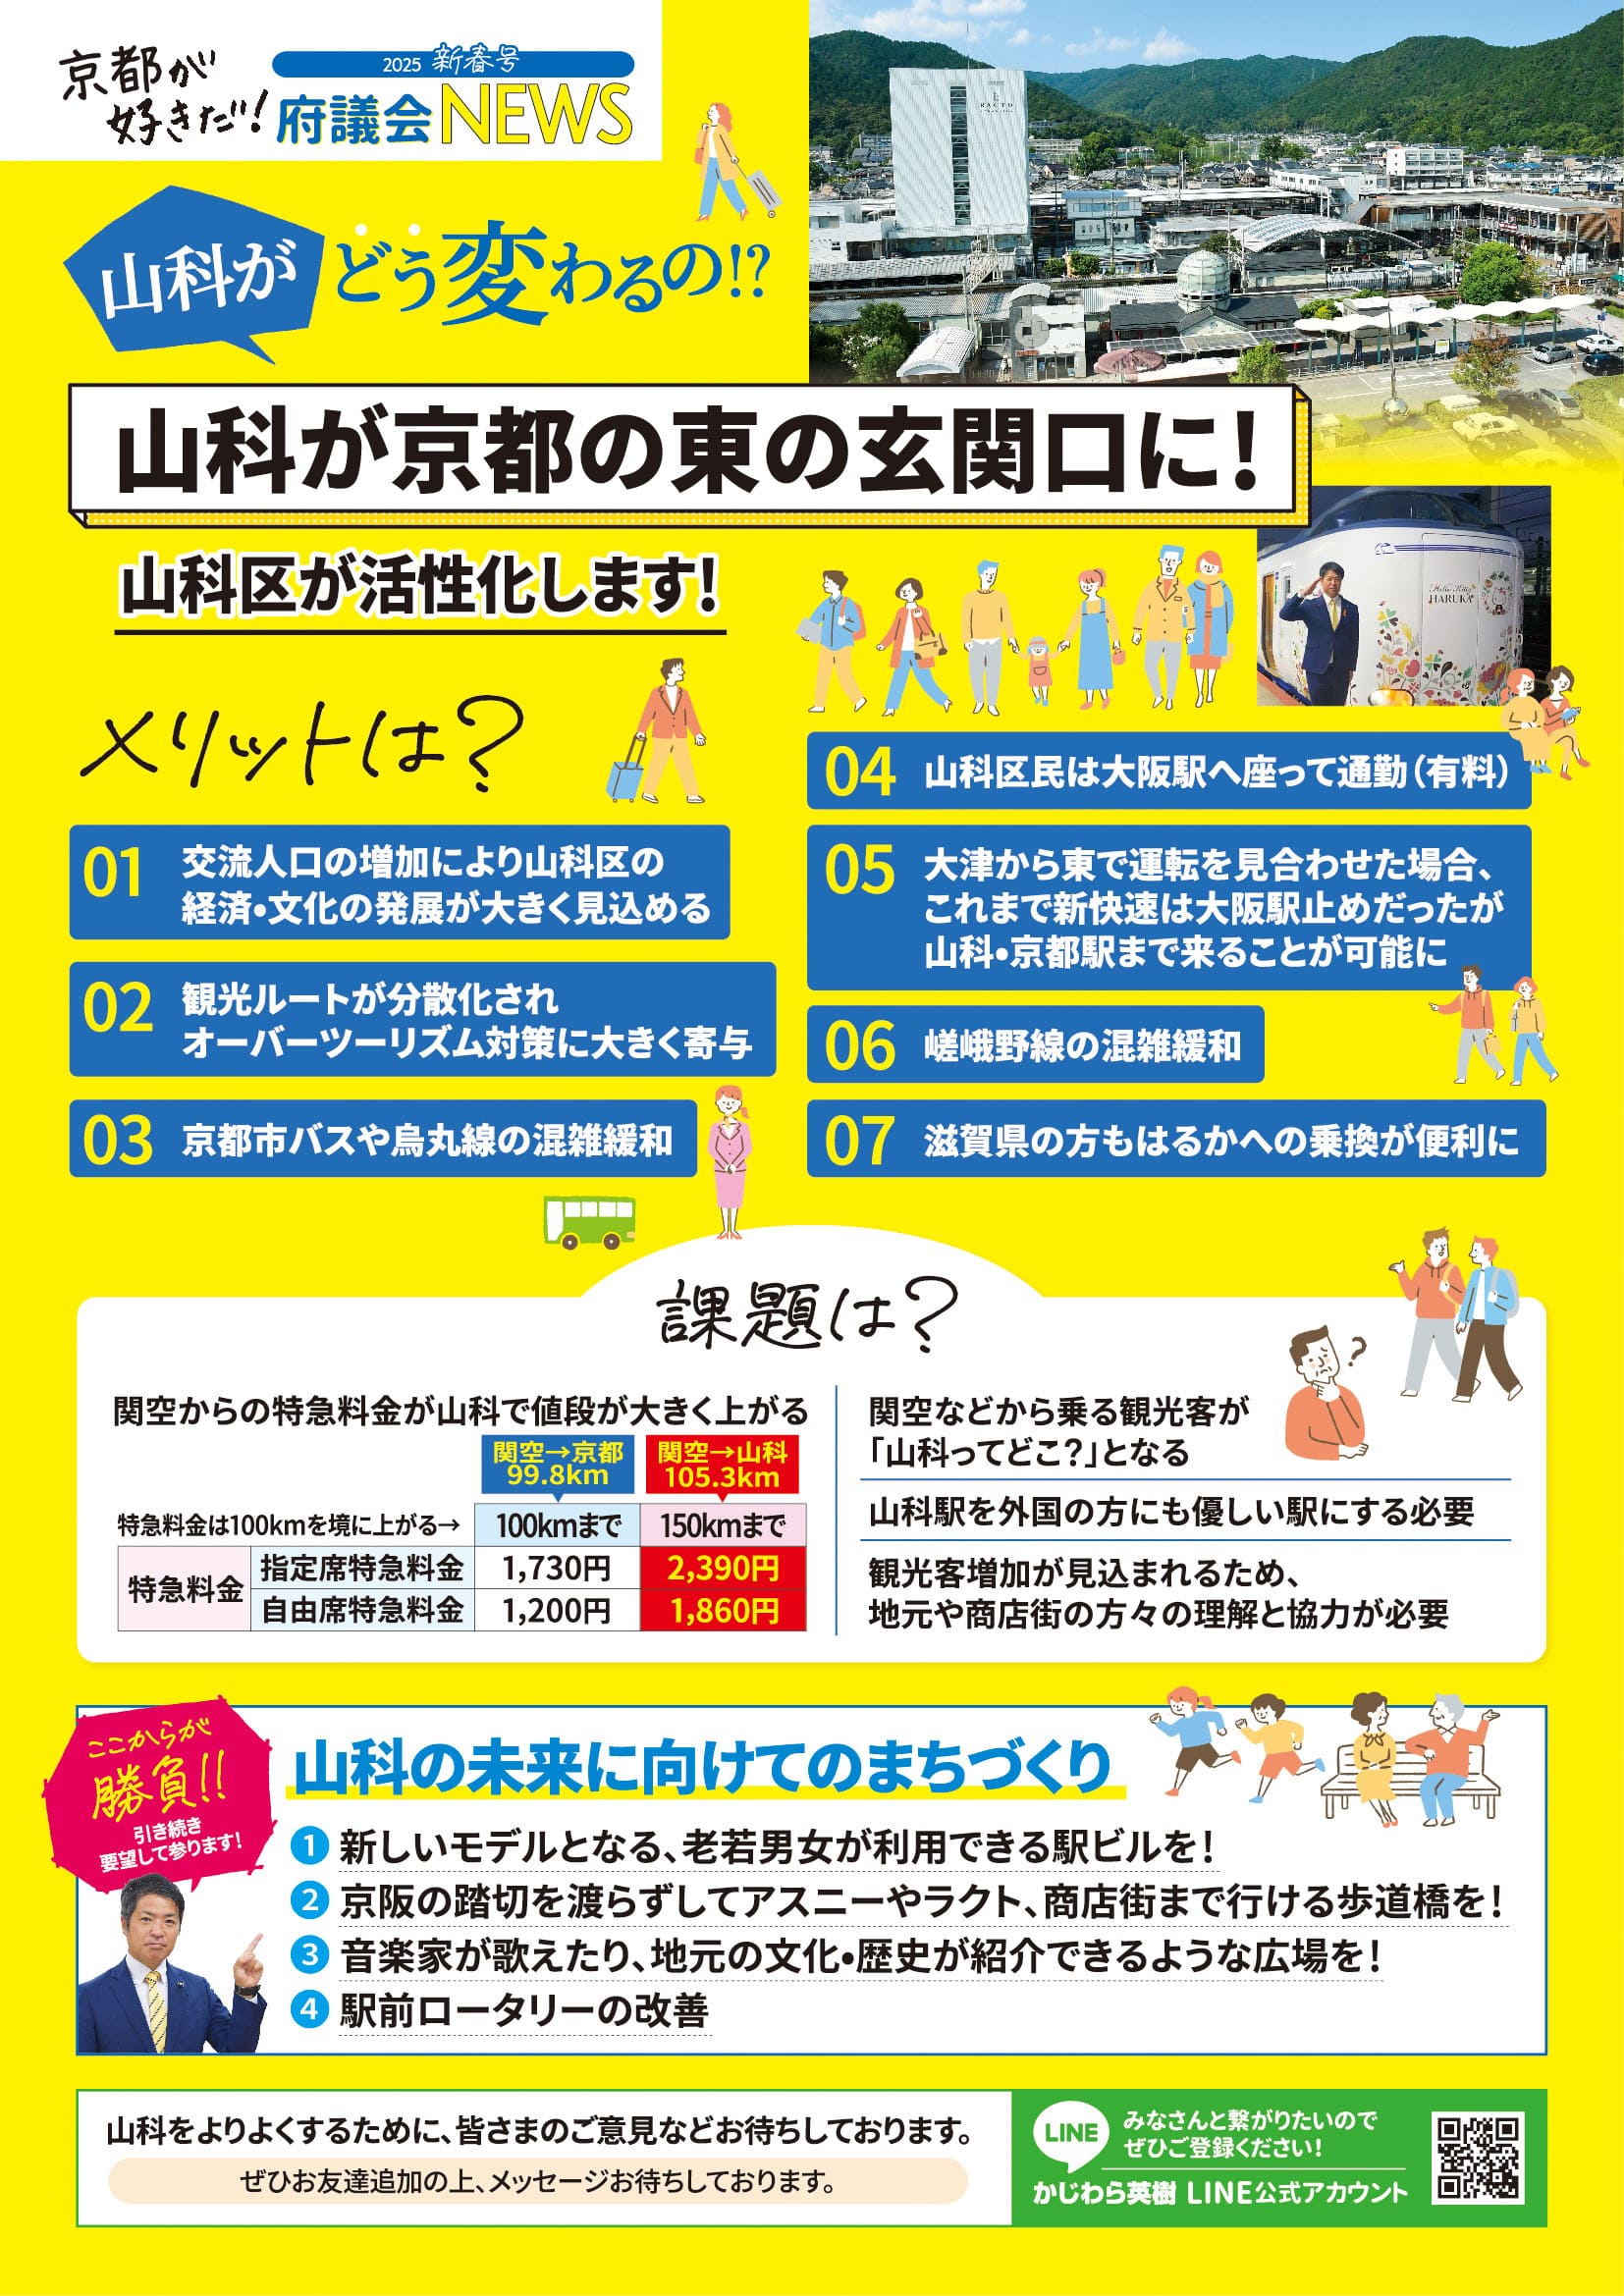 京都が
好きだ!
2025 新春号
府議会NEWS
RACTO
山科が
どう変わるの!?
山科が京都の東の玄関口に!
山科区が活性化します!
Hello Kitty
HARUKA
メリットは?
01 交流人口の増加により山科区の
経済・文化の発展が大きく見込める
02 観光ルートが分散化され
オーバーツーリズム対策に大きく寄与
03 京都市バスや烏丸線の混雑緩和
04 山科区民は大阪駅へ座って通勤(有料)
05 大津から東で運転を見合わせた場合、
これまで新快速は大阪駅止めだったが
山科・京都駅まで来ることが可能に
06 嵯峨野線の混雑緩和
07 滋賀県の方もはるかへの乗換が便利に
課題は?
関空からの特急料金が山科で値段が大きく上がる
関空→京都 関空→山科
99.8km 105.3km
特急料金は100kmを境に上がる→ 100kmまで 150kmまで
特急料金
指定席特急料金 1,730円 2,390円
自由席特急料金 1,200円 1,860円
関空などから乗る観光客が
「山科ってどこ?」となる
?
山科駅を外国の方にも優しい駅にする必要
観光客増加が見込まれるため、
地元や商店街の方々の理解と協力が必要
ここからが
勝負!!
引き続き
要望して参ります!
山科の未来に向けてのまちづくり
1 新しいモデルとなる、老若男女が利用できる駅ビルを!
2 京阪の踏切を渡らずしてアスニーやラクト、商店街まで行ける歩道橋を!
3 音楽家が歌えたり、地元の文化・歴史が紹介できるような広場を!
4 駅前ロータリーの改善
山科をよりよくするために、皆さまのご意見などお待ちしております。
ぜひお友達追加の上、メッセージお待ちしております。
LINE
みなさんと繋がりたいので
ぜひご登録ください!
かじわら英樹 LINE公式アカウント